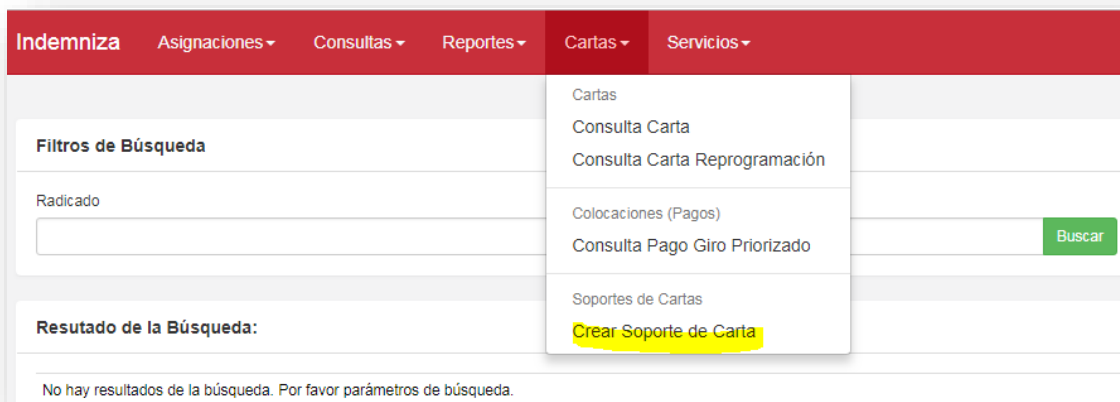 Indemniza Asignaciones Consultas Reportes Cartas Servicios
Cartas
Consulta Carta
Consulta Carta Reprogramación
Colocaciones (Pagos)
Consulta Pago Giro Priorizado
Soportes de Cartas
Crear Soporte de Carta
Filtros de Búsqueda
Radicado
Buscar
Resutado de la Búsqueda:
No hay resultados de la búsqueda. Por favor parámetros de búsqueda.